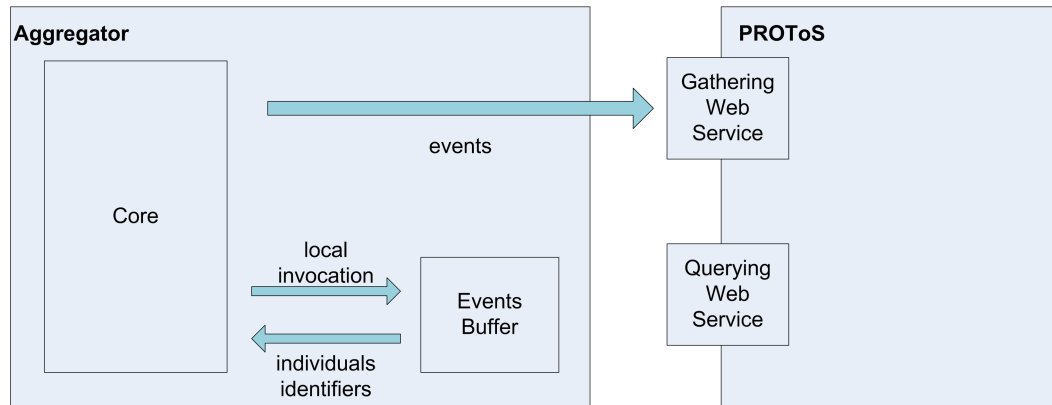 Aggregator
PROToS
Gathering
Web
Service
events
Core
local
invocation
Events
Buffer
individuals
identifiers
Querying
Web
Service